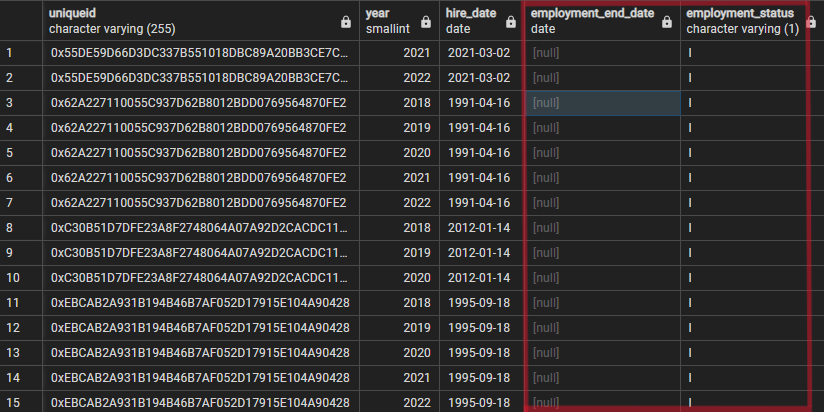 uniqueid year hire_date employment_end_date employment_status
character varying (255) smallint date date character varying (1)
1 0x55DE59D66D3DC337B551018DBC89A20BB3CE7C... 2021 2021-03-02 [null] I
2 0x55DE59D66D3DC337B551018DBC89A20BB3CE7C... 2022 2021-03-02 [null] I
3 0x62A227110055C937D62B8012BDD0769564870FE2 2018 1991-04-16 [null] I
4 0x62A227110055C937D62B8012BDD0769564870FE2 2019 1991-04-16 [null] I
5 0x62A227110055C937D62B8012BDD0769564870FE2 2020 1991-04-16 [null] I
6 0x62A227110055C937D62B8012BDD0769564870FE2 2021 1991-04-16 [null] I
7 0x62A227110055C937D62B8012BDD0769564870FE2 2022 1991-04-16 [null] I
8 0xC30B51D7DFE23A8F2748064A07A92D2CACDC11... 2018 2012-01-14 [null] I
9 0xC30B51D7DFE23A8F2748064A07A92D2CACDC11... 2019 2012-01-14 [null] I
10 0xC30B51D7DFE23A8F2748064A07A92D2CACDC11... 2020 2012-01-14 [null] I
11 0xEBCAB2A931B194B46B7AF052D17915E104A90428 2018 1995-09-18 [null] I
12 0xEBCAB2A931B194B46B7AF052D17915E104A90428 2019 1995-09-18 [null] I
13 0xEBCAB2A931B194B46B7AF052D17915E104A90428 2020 1995-09-18 [null] I
14 0xEBCAB2A931B194B46B7AF052D17915E104A90428 2021 1995-09-18 [null] I
15 0xEBCAB2A931B194B46B7AF052D17915E104A90428 2022 1995-09-18 [null] I